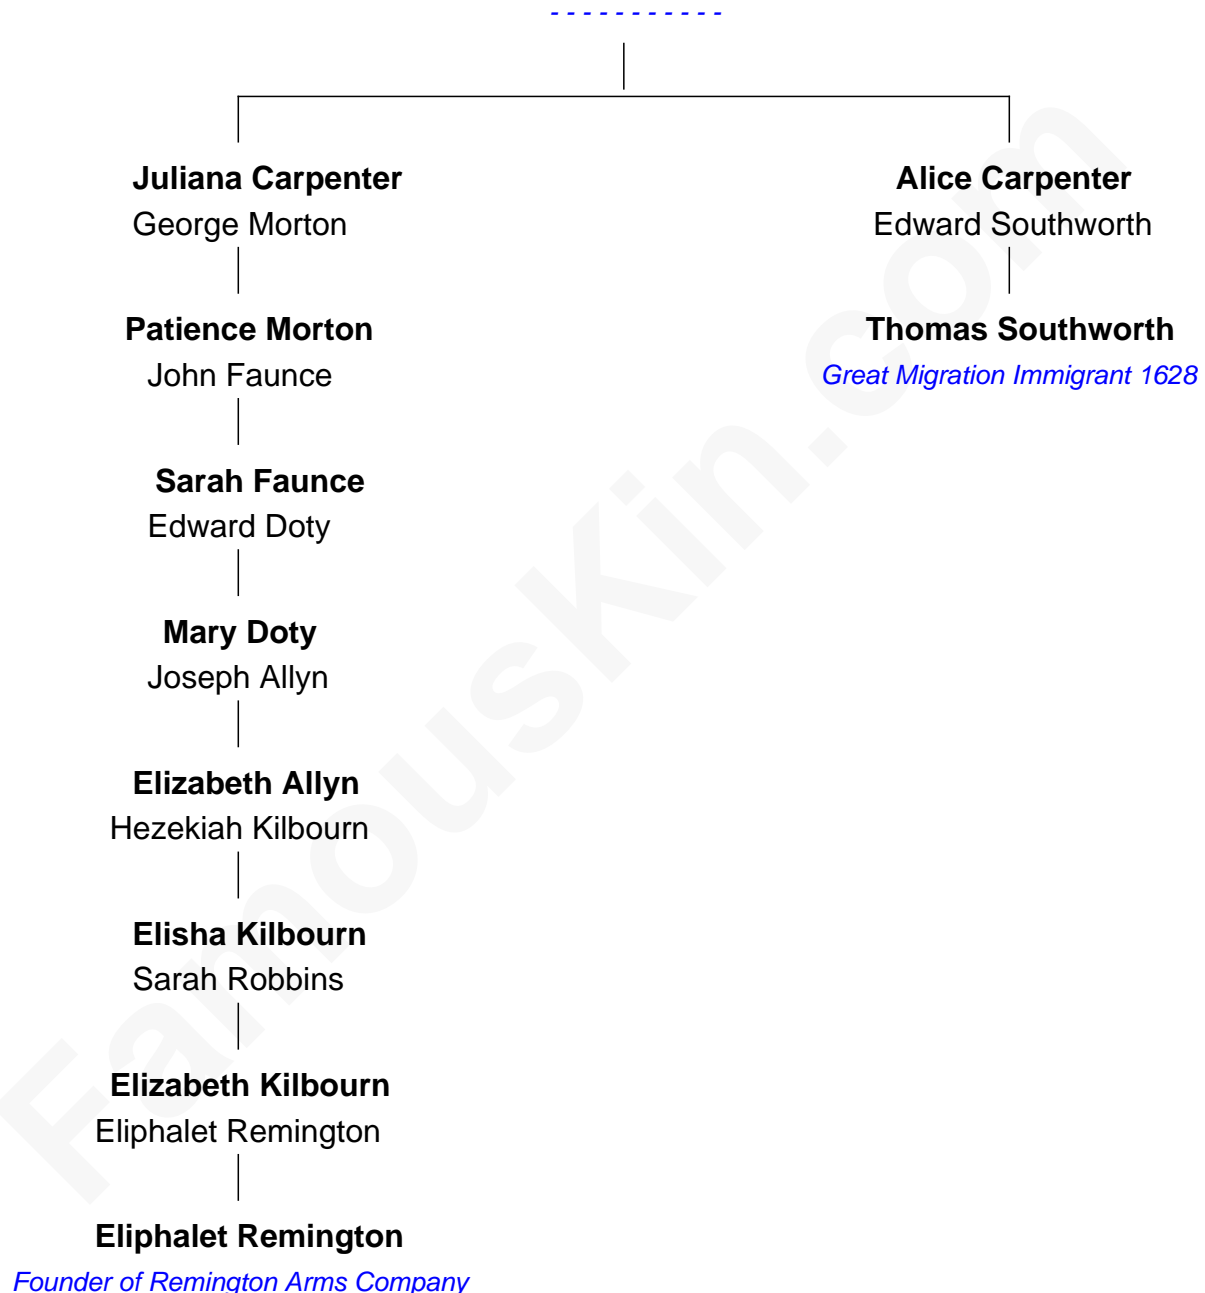 - - - - - - - - - - -
Juliana Carpenter
George Morton
Alice Carpenter
Edward Southworth
Patience Morton
John Faunce
Thomas Southworth
Great Migration Immigrant 1628
Sarah Faunce
Edward Doty
Mary Doty
Joseph Allyn
Elizabeth Allyn
Hezekiah Kilbourn
Elisha Kilbourn
Sarah Robbins
Elizabeth Kilbourn
Eliphalet Remington
Eliphalet Remington
Founder of Remington Arms Company
FamousKin.com